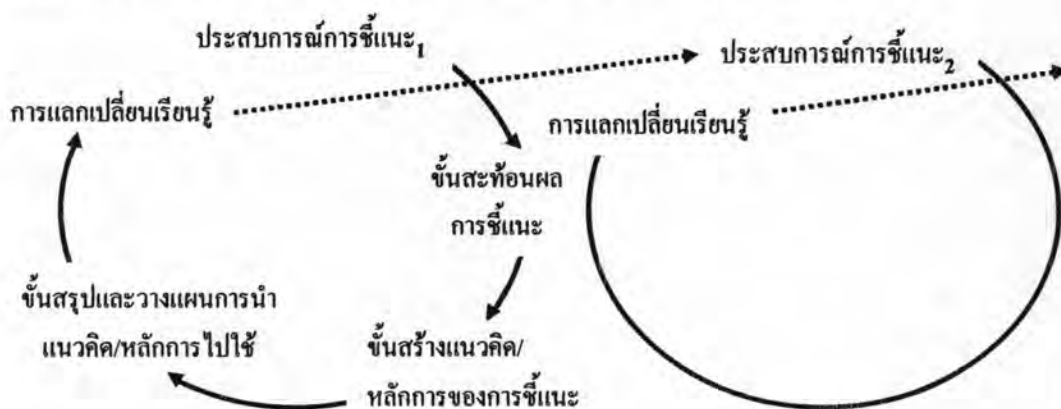 ประสบการณ์การชี้แนะ1
ประสบการณ์การชี้แนะ2
การแลกเปลี่ยนเรียนรู้
การแลกเปลี่ยนเรียนรู้
ขั้นสะท้อนผล
การชี้แนะ
ขั้นสรุปและวางแผนการนำ
แนวคิด/หลักการไปใช้
ขั้นสร้างแนวคิด/
หลักการของการชี้แนะ